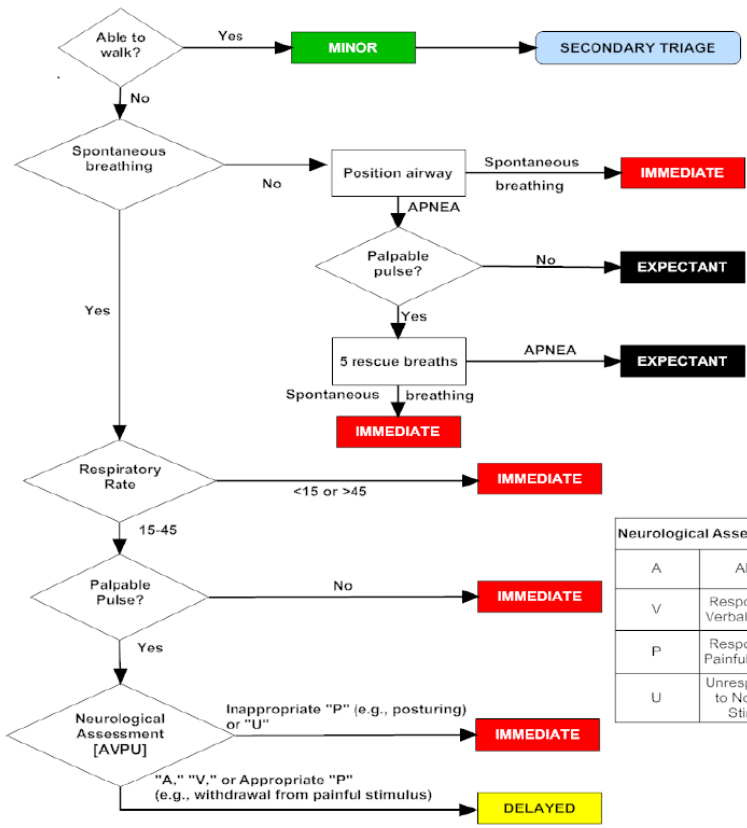 Able to
walk?
Yes
MINOR
SECONDARY TRIAGE
No
Spontaneous
breathing
No
Position airway
Spontaneous
breathing
IMMEDIATE
APNEA
Palpable
pulse?
No
EXPECTANT
Yes
Yes
5 rescue breaths
APNEA
EXPECTANT
Spontaneous breathing
IMMEDIATE
Respiratory
Rate
<15 or >45
IMMEDIATE
15-45
Palpable
Pulse?
No
IMMEDIATE
Yes
Neurological
Assessment
[AVPU]
Inappropriate "P" (e.g., posturing)
or "U"
IMMEDIATE
"A," "V," or Appropriate "P"
(e.g., withdrawal from painful stimulus)
DELAYED
Neurological
A
V
Verbal
P
Painful
U
to